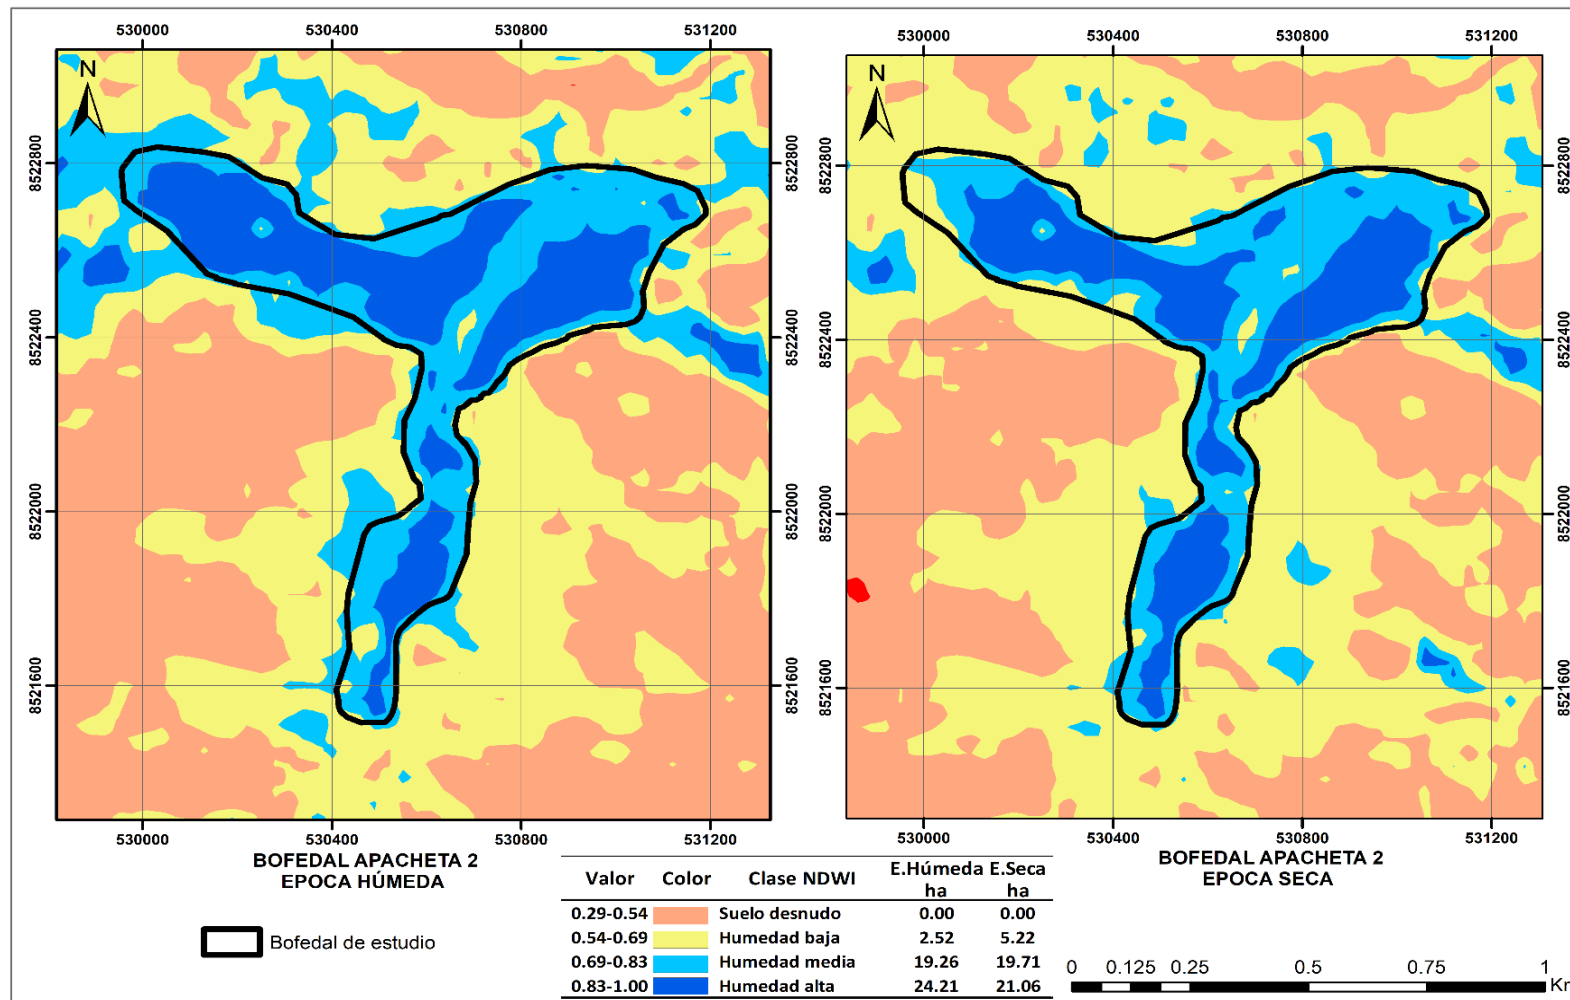 530000 530400 530800 531200
530000 530400 530800 531200
N
N
8522800
8522800
8522800
8522800
8522400
8522400
8522400
8522400
8522000
8522000
8522000
8522000
8521600
8521600
8521600
8521600
530000 530400 530800 531200
530000 530400 530800 531200
BOFEDAL APACHETA 2
EPOCA HÚMEDA
BOFEDAL APACHETA 2
EPOCA SECA
Bofedal de estudio
Valor Color Clase NDWI E.Húmeda E.Seca
ha ha
0.29-0.54 Suelo desnudo 0.00 0.00
0.54-0.69 Humedad baja 2.52 5.22
0.69-0.83 Humedad media 19.26 19.71
0.83-1.00 Humedad alta 24.21 21.06
0 0.125 0.25 0.5 0.75 1